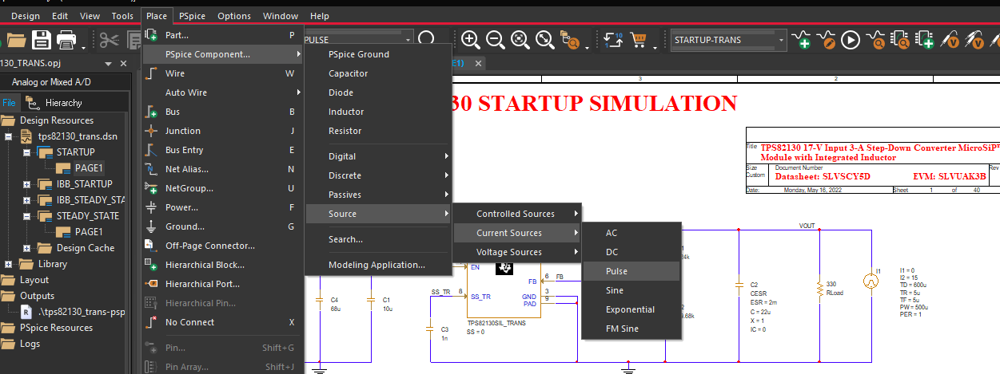 Design Edit View Tools Place PSpice Options Window Help
PULSE
STARTUP-TRANS
130_TRANS.opj
Analog or Mixed A/D
File Hierarchy
Design Resources
tps82130_trans.dsn
STARTUP
PAGE1
IBB_STARTUP
IBB_STEADY_STA
STEADY_STATE
PAGE1
Design Cache
Library
Layout
Outputs
.\tps82130_trans-psp
PSpice Resources
Logs
Part... P
PSpice Component...
Wire W
Auto Wire
Bus B
Junction J
Bus Entry E
Net Alias... N
NetGroup... U
Power... F
Ground... G
Off-Page Connector...
Hierarchical Block...
Hierarchical Port...
Hierarchical Pin...
No Connect X
Pin... Shift+G
Pin Array... Shift+J
PSpice Ground
Capacitor
Diode
Inductor
Resistor
Digital
Discrete
Passives
Source
Search...
Modeling Application...
Controlled Sources
Current Sources
Voltage Sources
AC
DC
Pulse
Sine
Exponential
FM Sine
E1)
3 2
30 STARTUP SIMULATION
Title TPS82130 17-V Input 3-A Step-Down Converter MicroSiP™
Module with Integrated Inductor
Size Document Number Rev
Custom Datasheet: SLVSCY5D EVM: SLVUAK3B
Date: Monday, May 16, 2022 Sheet 1 of 40
VOUT
EN
FB 6 FB
SS_TR 8 SS_TR
GND 3
PAD 9
TPS82130SIL_TRANS
SS = 0
C4
68u
C1
10u
C3
1n
1
24k
2
9.68k
C2
CESR
ESR = 2m
C = 22u
X = 1
IC = 0
330
RLoad
I1
I1 = 0
I2 = 15
TD = 600u
TR = 5u
TF = 5u
PW = 500u
PER = 1